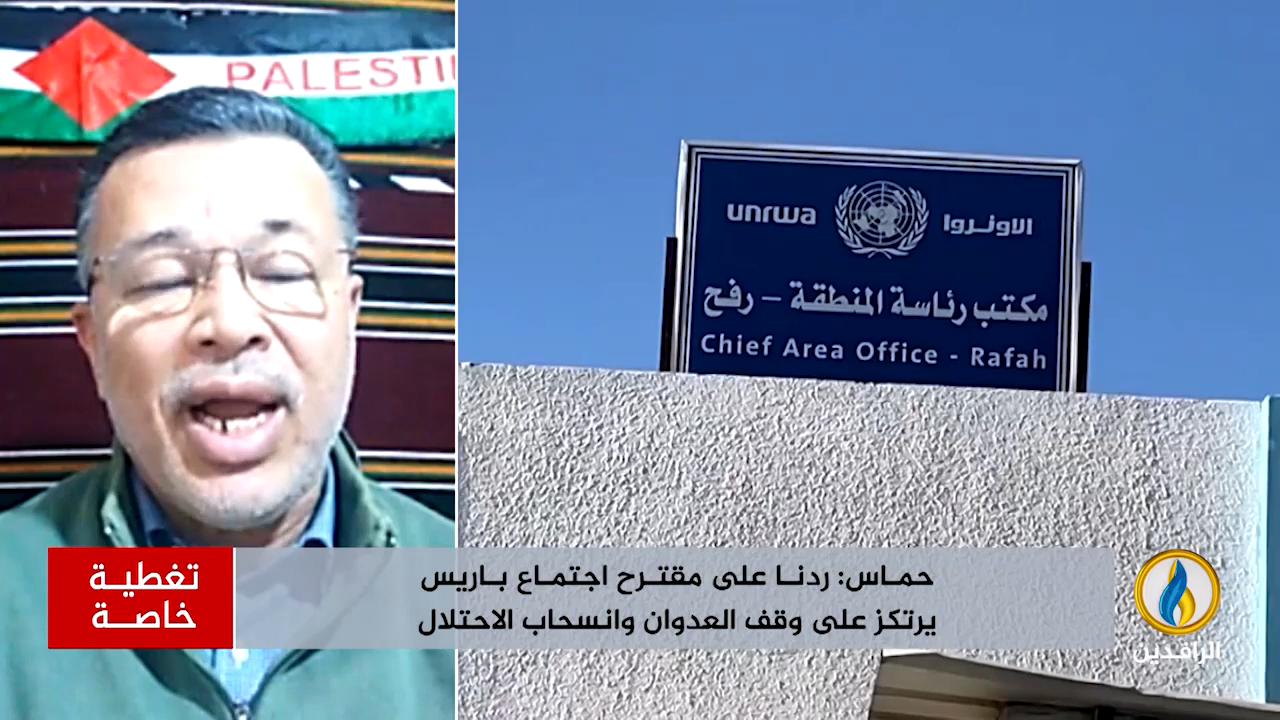 PALESTI
unrwa
الاونروا
مكتب رئاسة المنطقة - رفح
Chief Area Office - Rafah
تغطية
خاصة
حماس: ردنا على مقترح اجتماع باريس
يرتكز على وقف العدوان وانسحاب الاحتلال
الرافدين